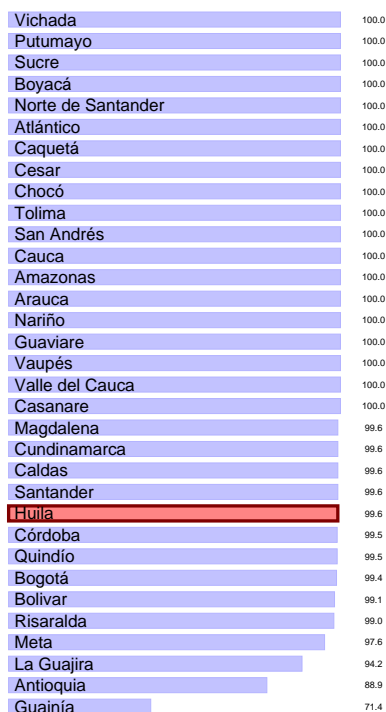 Vichada 100.0
Putumayo 100.0
Sucre 100.0
Boyacá 100.0
Norte de Santander 100.0
Atlántico 100.0
Caquetá 100.0
Cesar 100.0
Chocó 100.0
Tolima 100.0
San Andrés 100.0
Cauca 100.0
Amazonas 100.0
Arauca 100.0
Nariño 100.0
Guaviare 100.0
Vaupés 100.0
Valle del Cauca 100.0
Casanare 100.0
Magdalena 99.6
Cundinamarca 99.6
Caldas 99.6
Santander 99.6
Huila 99.6
Córdoba 99.5
Quindío 99.5
Bogotá 99.4
Bolivar 99.1
Risaralda 99.0
Meta 97.6
La Guajira 94.2
Antioquia 88.9
Guainía 71.4